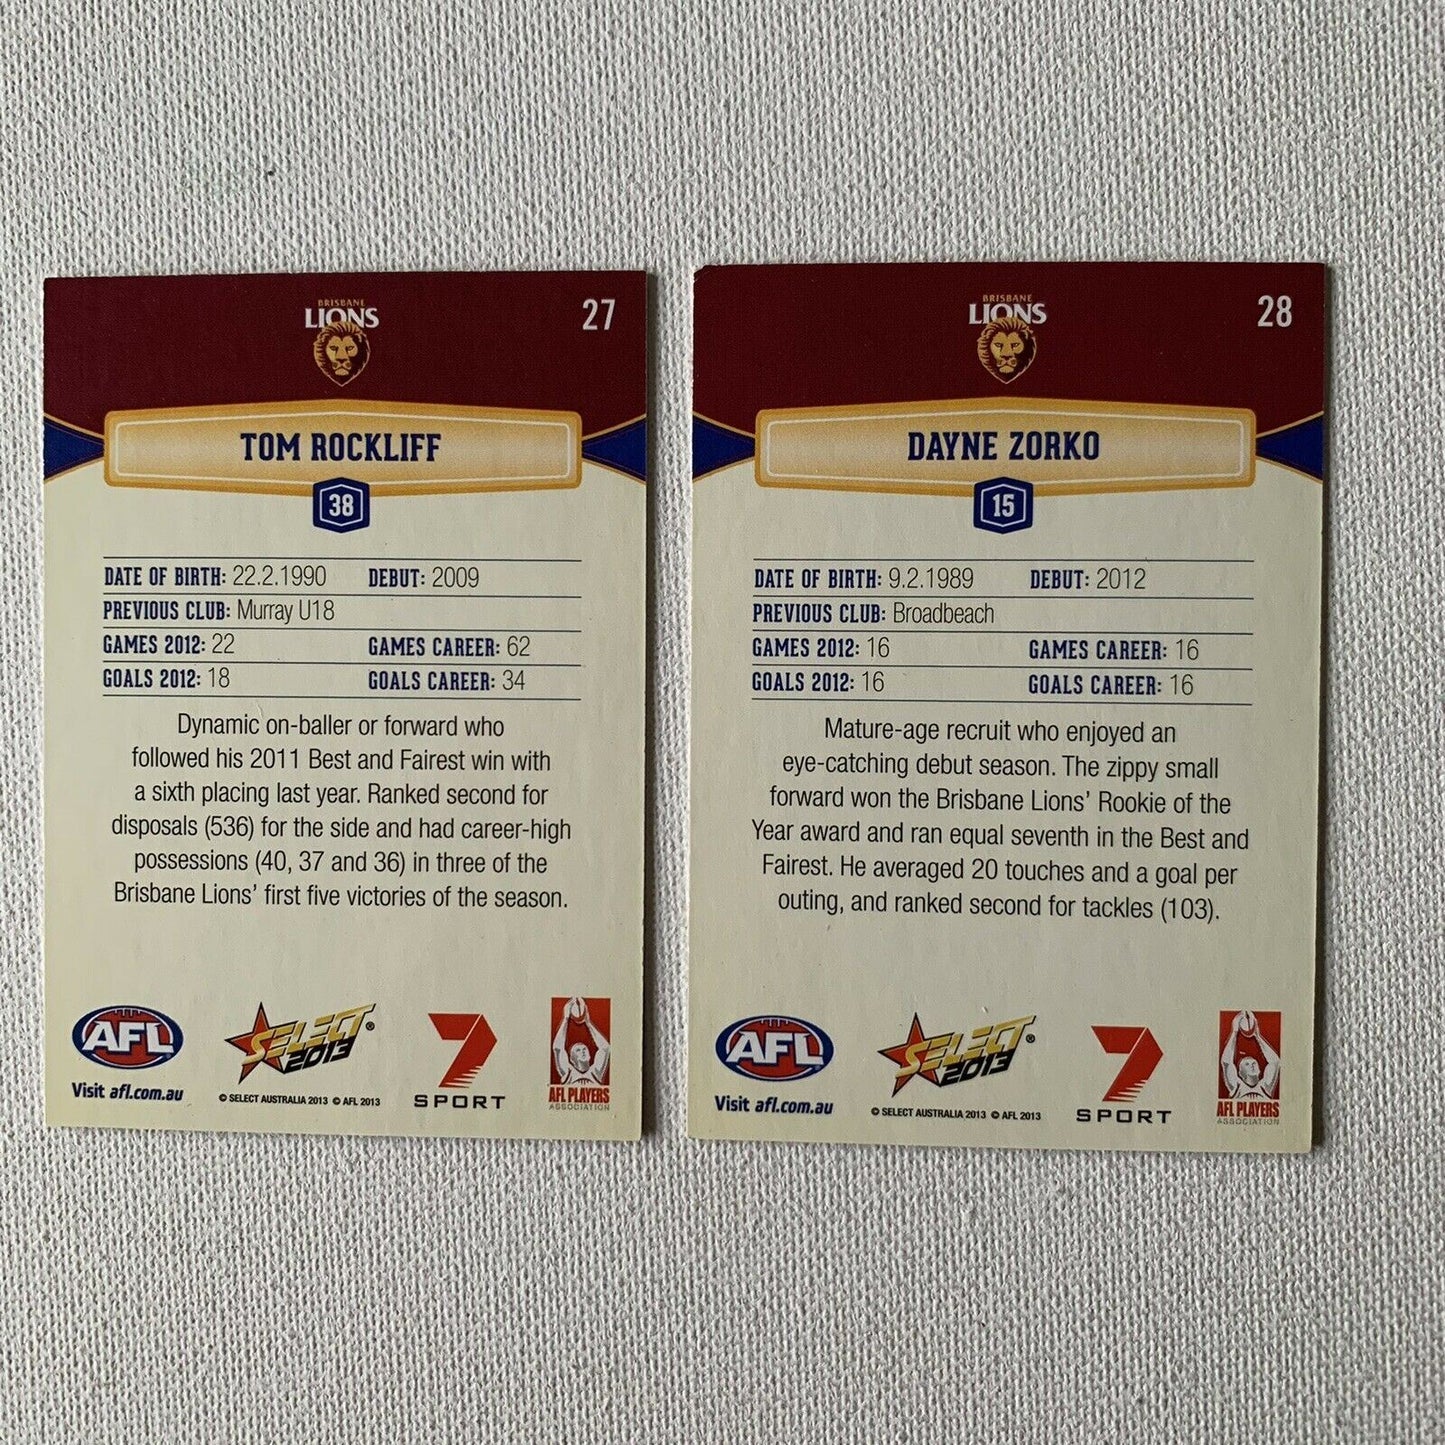 BRISBANE
LIONS
27
TOM ROCKLIFF
38
DATE OF BIRTH: 22.2.1990 DEBUT: 2009
PREVIOUS CLUB: Murray U18
GAMES 2012: 22 GAMES CAREER: 62
GOALS 2012: 18 GOALS CAREER: 34
Dynamic on-baller or forward who
followed his 2011 Best and Fairest win with
a sixth placing last year. Ranked second for
disposals (536) for the side and had career-high
possessions (40, 37 and 36) in three of the
Brisbane Lions' first five victories of the season.
AFL
Visit afl.com.au
SELECT®
2013
© SELECT AUSTRALIA 2013 © AFL 2013
7
SPORT
AFL PLAYERS
ASSOCIATION
BRISBANE
LIONS
28
DAYNE ZORKO
15
DATE OF BIRTH: 9.2.1989 DEBUT: 2012
PREVIOUS CLUB: Broadbeach
GAMES 2012: 16 GAMES CAREER: 16
GOALS 2012: 16 GOALS CAREER: 16
Mature-age recruit who enjoyed an
eye-catching debut season. The zippy small
forward won the Brisbane Lions' Rookie of the
Year award and ran equal seventh in the Best and
Fairest. He averaged 20 touches and a goal per
outing, and ranked second for tackles (103).
AFL
Visit afl.com.au
SELECT®
2013
© SELECT AUSTRALIA 2013 © AFL 2013
7
SPORT
AFL PLAYERS
ASSOCIATION